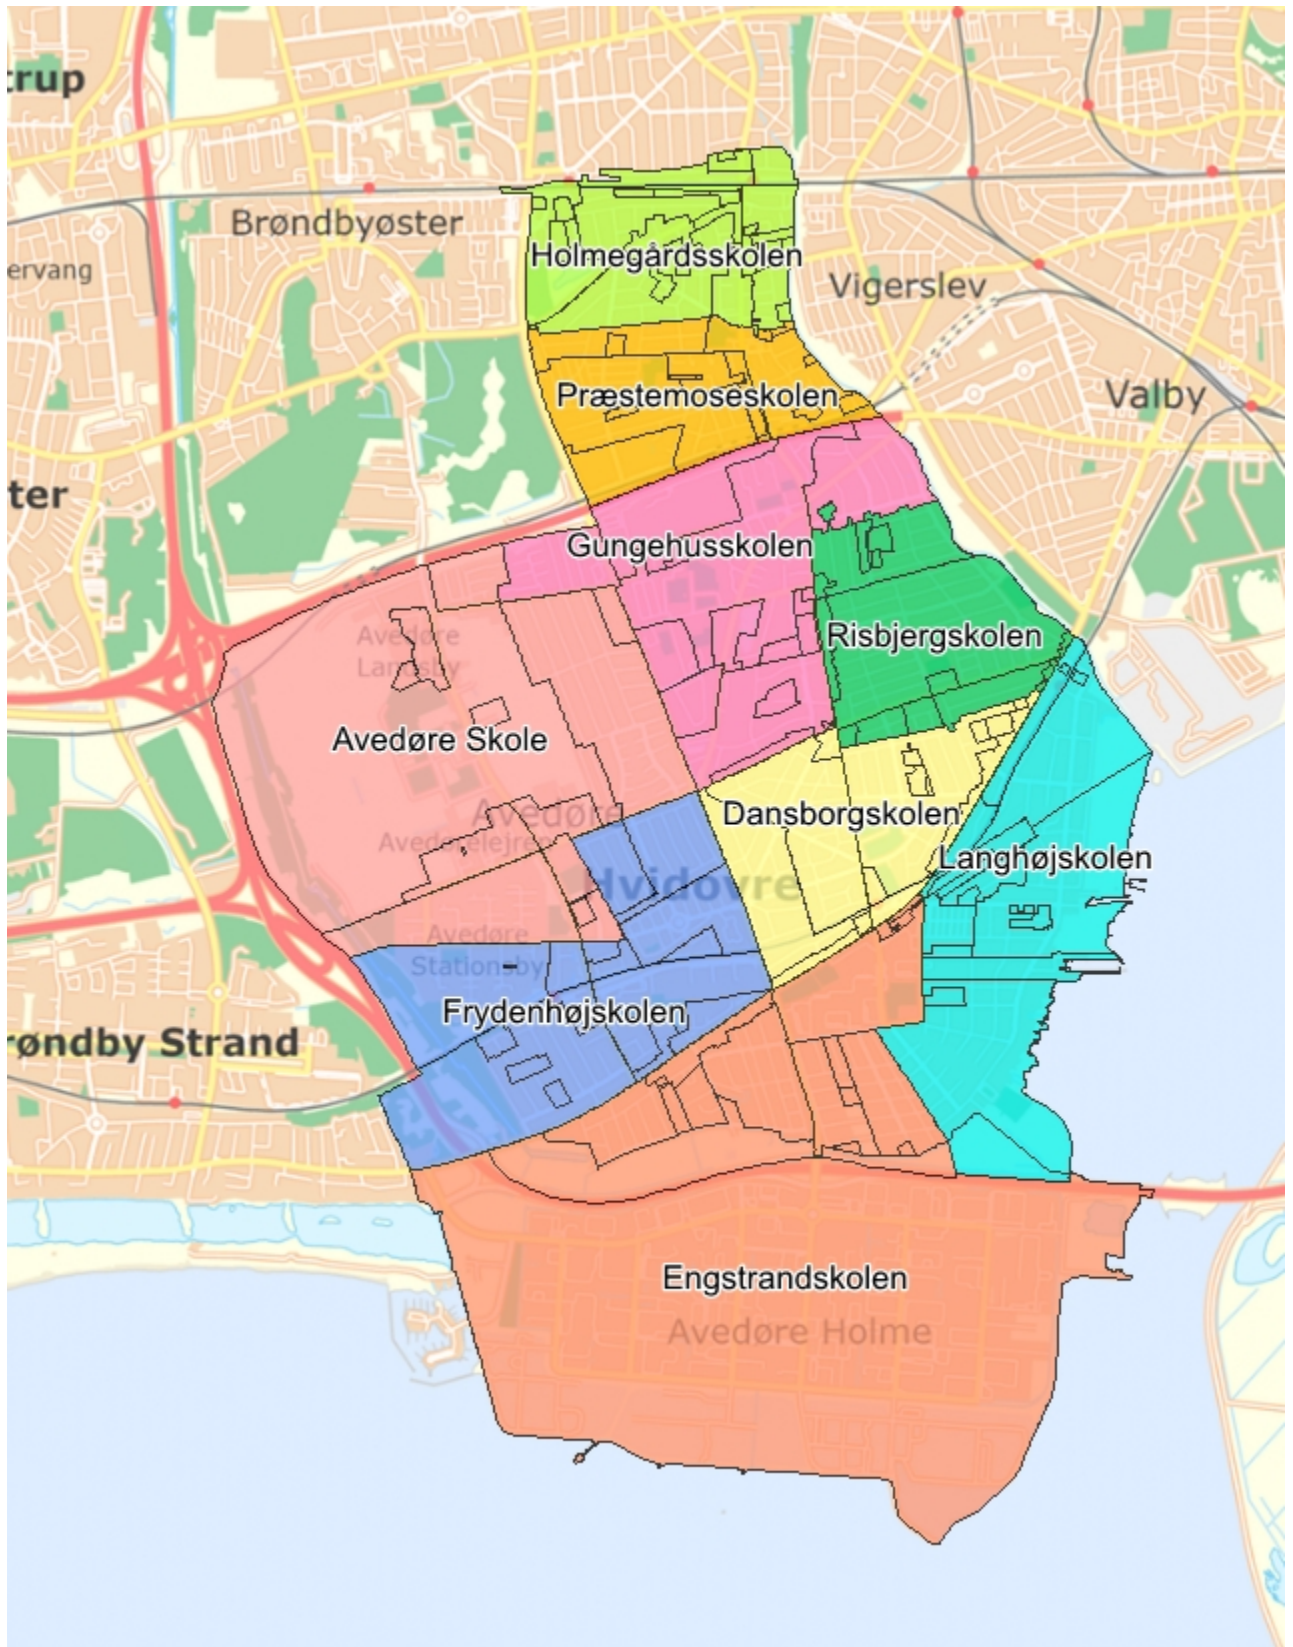 trup
Brøndbyøster
ervang
Holmegårdsskolen
Vigerslev
Præstemoseskolen
Valby
ter
Gungehusskolen
Avedøre
Landsby
Risbjergskolen
Avedøre Skole
Avedøre
Avedørelejren
Dansborgskolen
Langhøjskolen
Hvidovre
Avedøre
Stationsby
Frydenhøjskolen
røndby Strand
Engstrandskolen
Avedøre Holme